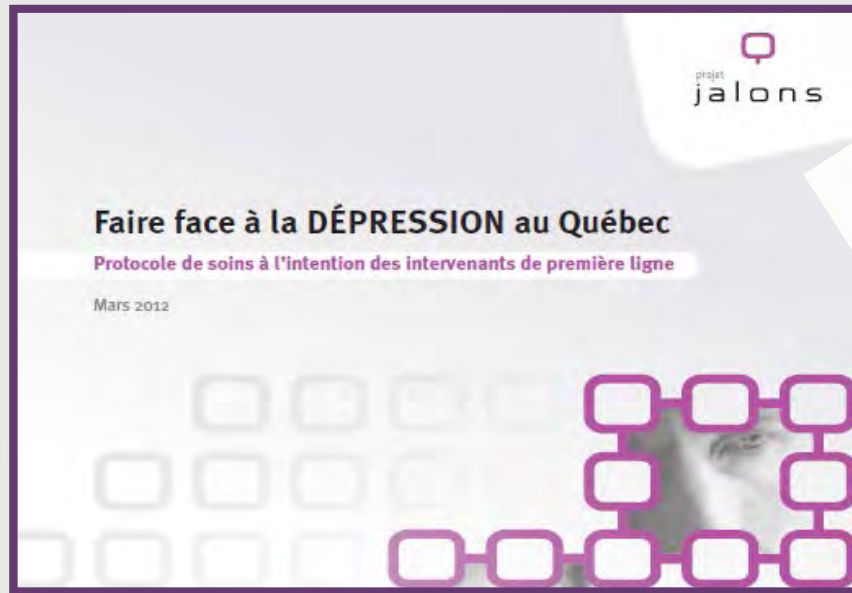 projet
jalons
Faire face à la DÉPRESSION au Québec
Protocole de soins à l'intention des intervenants de première ligne
Mars 2012